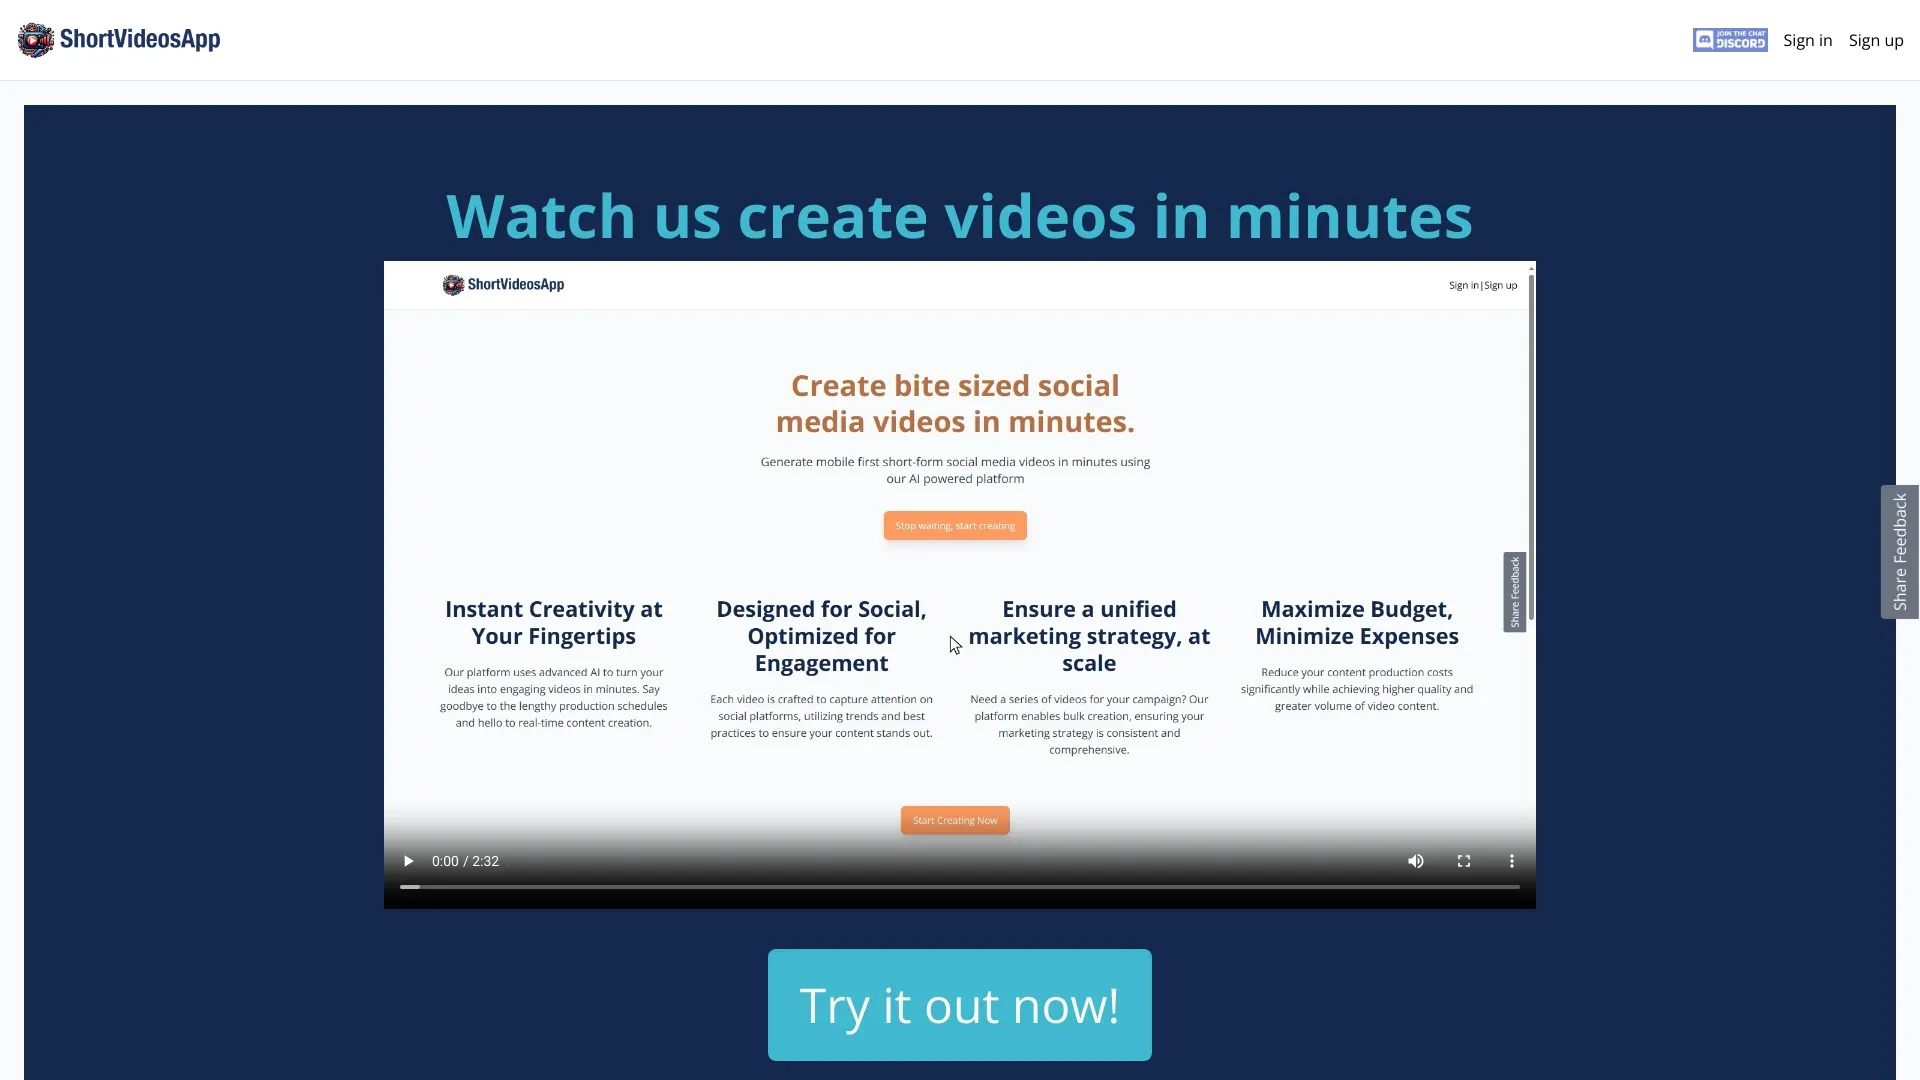 ShortVideosApp
JOIN THE CHAT
DISCORD
Sign in
Sign up
Watch us create videos in minutes
ShortVideosApp
Sign in|Sign up
Create bite sized social
media videos in minutes.
Generate mobile first short-form social media videos in minutes using
our AI powered platform
Stop waiting, start creating
Share Feedback
Share Feedback
Instant Creativity at
Your Fingertips
Our platform uses advanced AI to turn your
ideas into engaging videos in minutes. Say
goodbye to the lengthy production schedules
and hello to real-time content creation.
Designed for Social,
Optimized for
Engagement
Each video is crafted to capture attention on
social platforms, utilizing trends and best
practices to ensure your content stands out.
Ensure a unified
marketing strategy, at
scale
Need a series of videos for your campaign? Our
platform enables bulk creation, ensuring your
marketing strategy is consistent and
comprehensive.
Maximize Budget,
Minimize Expenses
Reduce your content production costs
significantly while achieving higher quality and
greater volume of video content.
Start Creating Now
0:00 / 2:32
Try it out now!